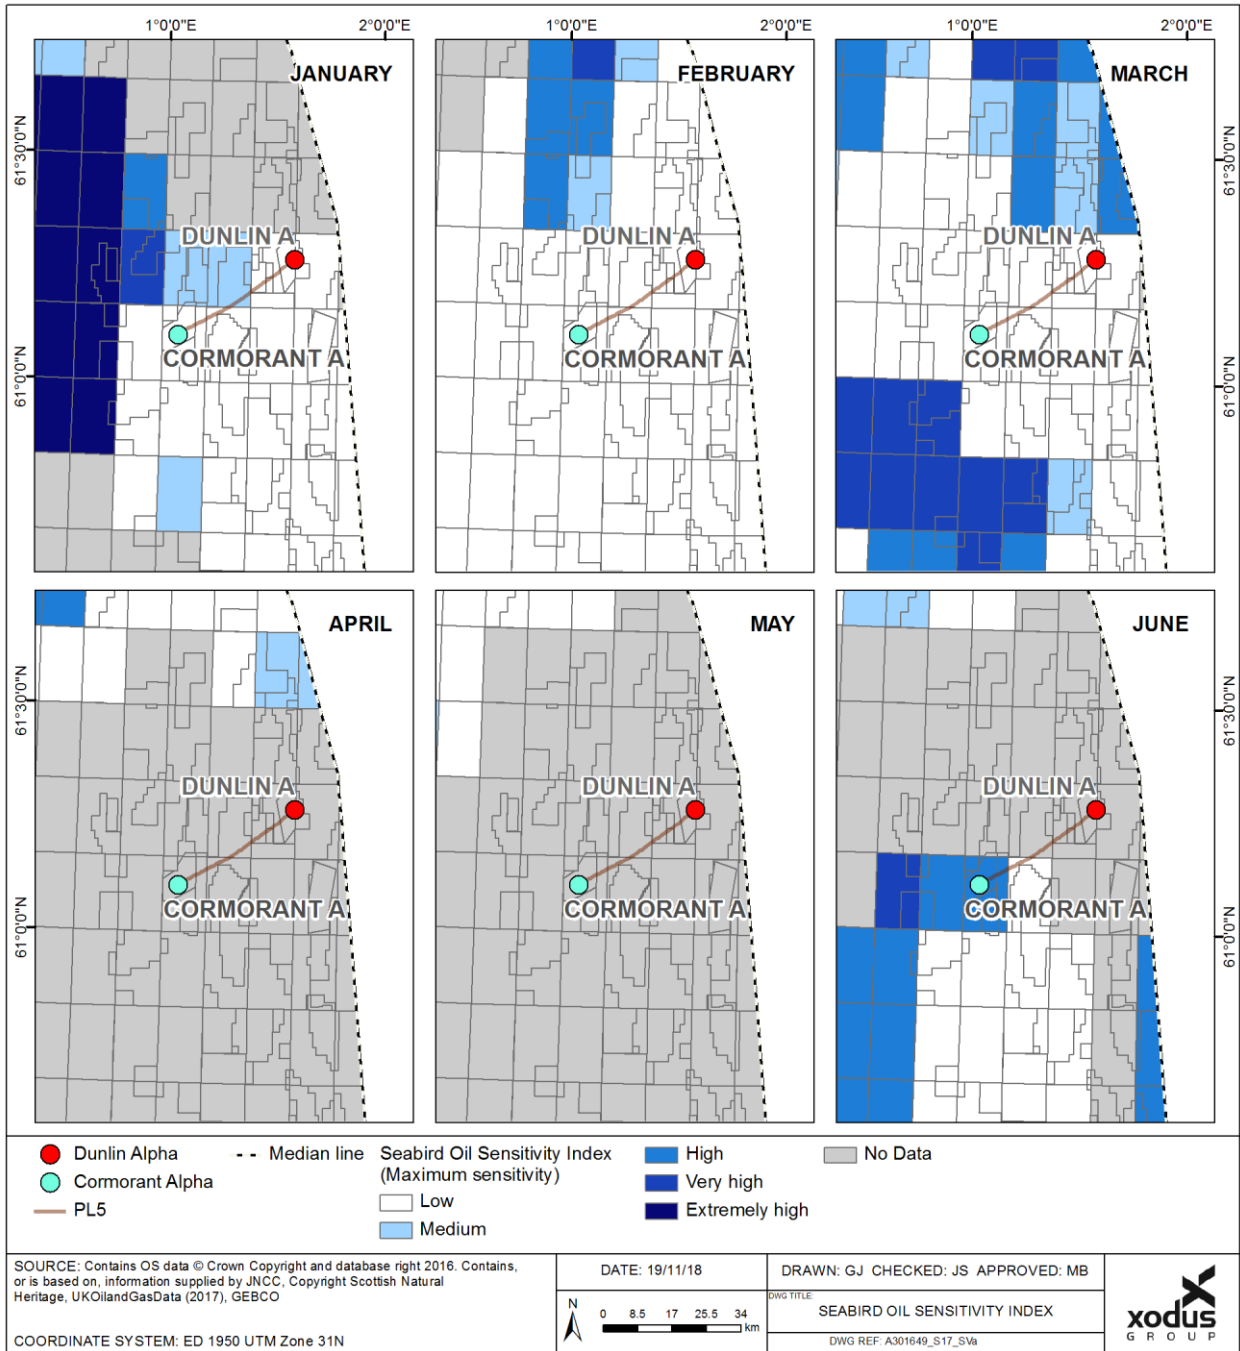 1°0'0"E 2°0'0"E 1°0'0"E 2°0'0"E 1°0'0"E 2°0'0"E
JANUARY FEBRUARY MARCH
61°30'0"N 61°30'0"N
DUNLIN A DUNLIN A DUNLIN A
CORMORANT A CORMORANT A CORMORANT A
61°0'0"N 61°0'0"N
APRIL MAY JUNE
61°30'0"N 61°30'0"N
DUNLIN A DUNLIN A DUNLIN A
CORMORANT A CORMORANT A CORMORANT A
61°0'0"N 61°0'0"N
Dunlin Alpha
Cormorant Alpha
PL5
Median line
Seabird Oil Sensitivity Index
(Maximum sensitivity)
Low
Medium
High
Very high
Extremely high
No Data
SOURCE: Contains OS data © Crown Copyright and database right 2016. Contains,
or is based on, information supplied by JNCC, Copyright Scottish Natural
Heritage, UKOilandGasData (2017), GEBCO
COORDINATE SYSTEM: ED 1950 UTM Zone 31N
DATE: 19/11/18
N
0 8.5 17 25.5 34
km
DRAWN: GJ CHECKED: JS APPROVED: MB
DWG TITLE:
SEABIRD OIL SENSITIVITY INDEX
DWG REF: A301649_S17_SVa
xodus
GROUP